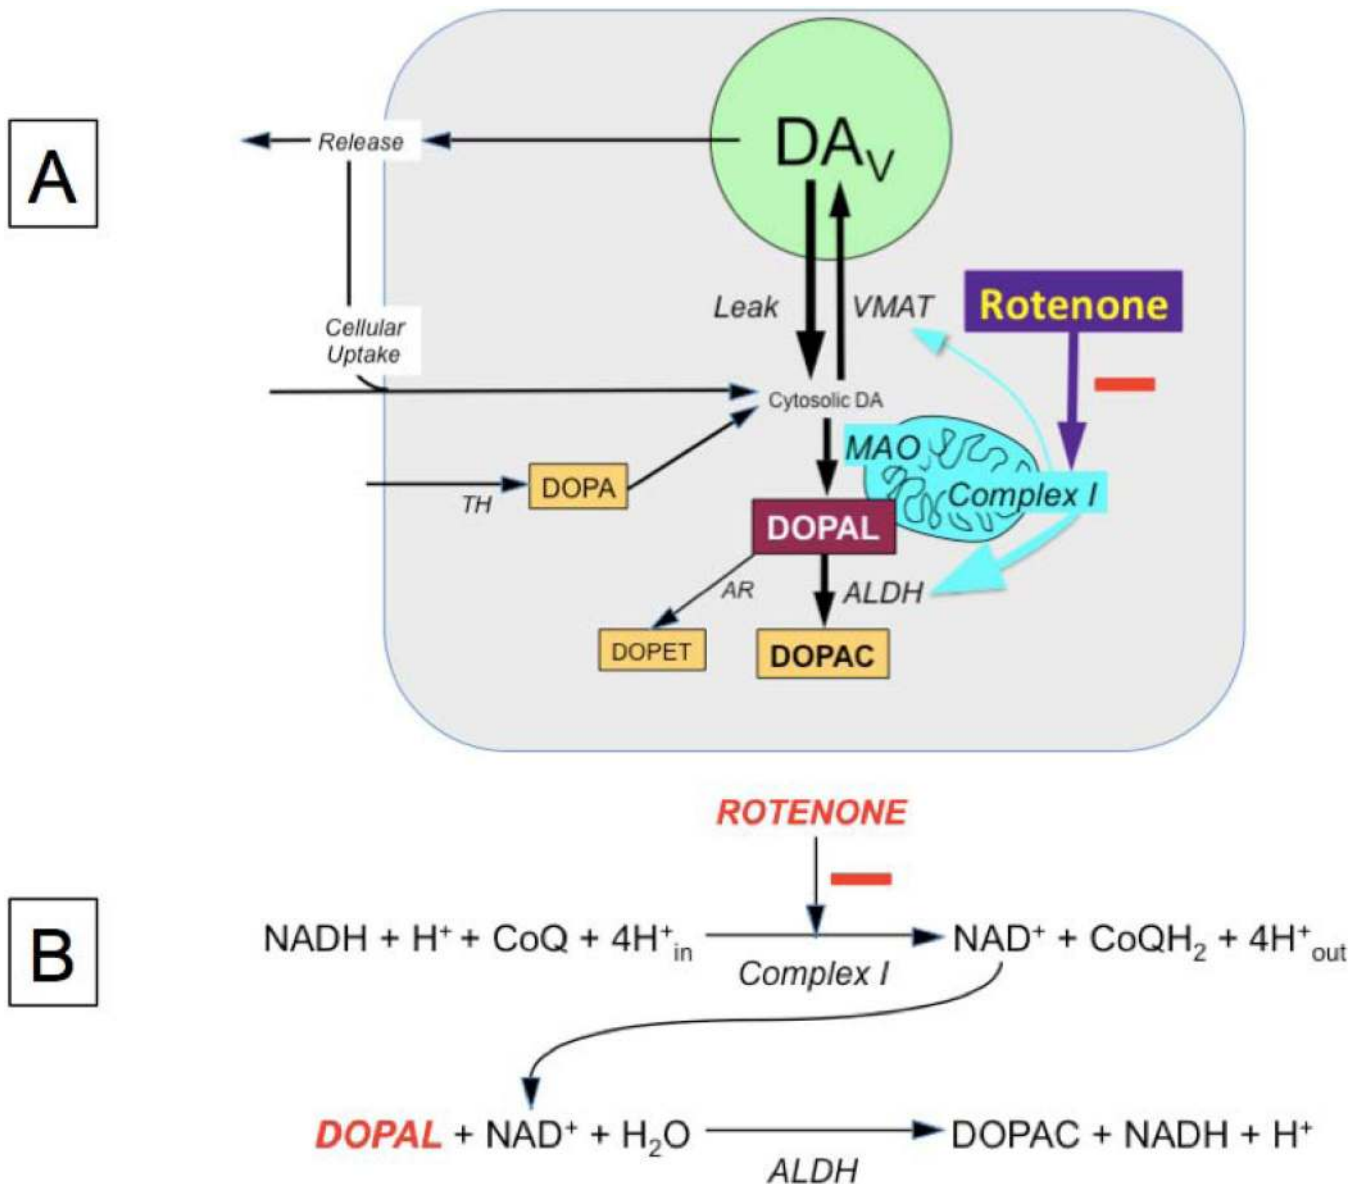 A
DA_V
Release
Leak
VMAT
Rotenone
Cellular
Uptake
Cytosolic DA
MAO
Complex I
TH
DOPA
DOPAL
AR
ALDH
DOPET
DOPAC
B
ROTENONE
NADH + H⁺ + CoQ + 4H⁺in
Complex I
NAD⁺ + CoQH₂ + 4H⁺out
DOPAL + NAD⁺ + H₂O
ALDH
DOPAC + NADH + H⁺